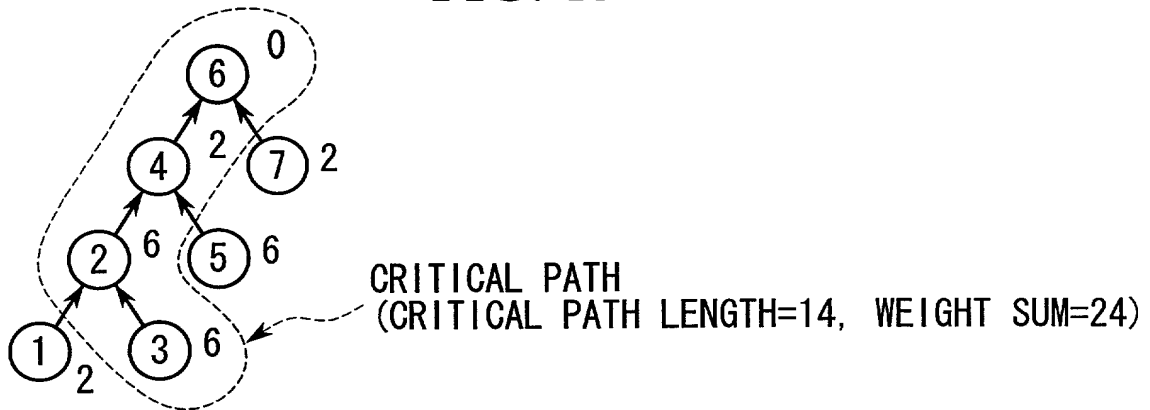 6 0
4 2 7 2
2 6 5 6
CRITICAL PATH
(CRITICAL PATH LENGTH=14, WEIGHT SUM=24)
1 2 3 6